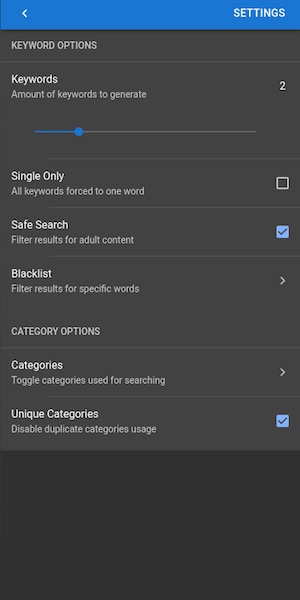 SETTINGS
KEYWORD OPTIONS
Keywords
Amount of keywords to generate
2
Single Only
All keywords forced to one word
Safe Search
Filter results for adult content
Blacklist
Filter results for specific words
CATEGORY OPTIONS
Categories
Toggle categories used for searching
Unique Categories
Disable duplicate categories usage